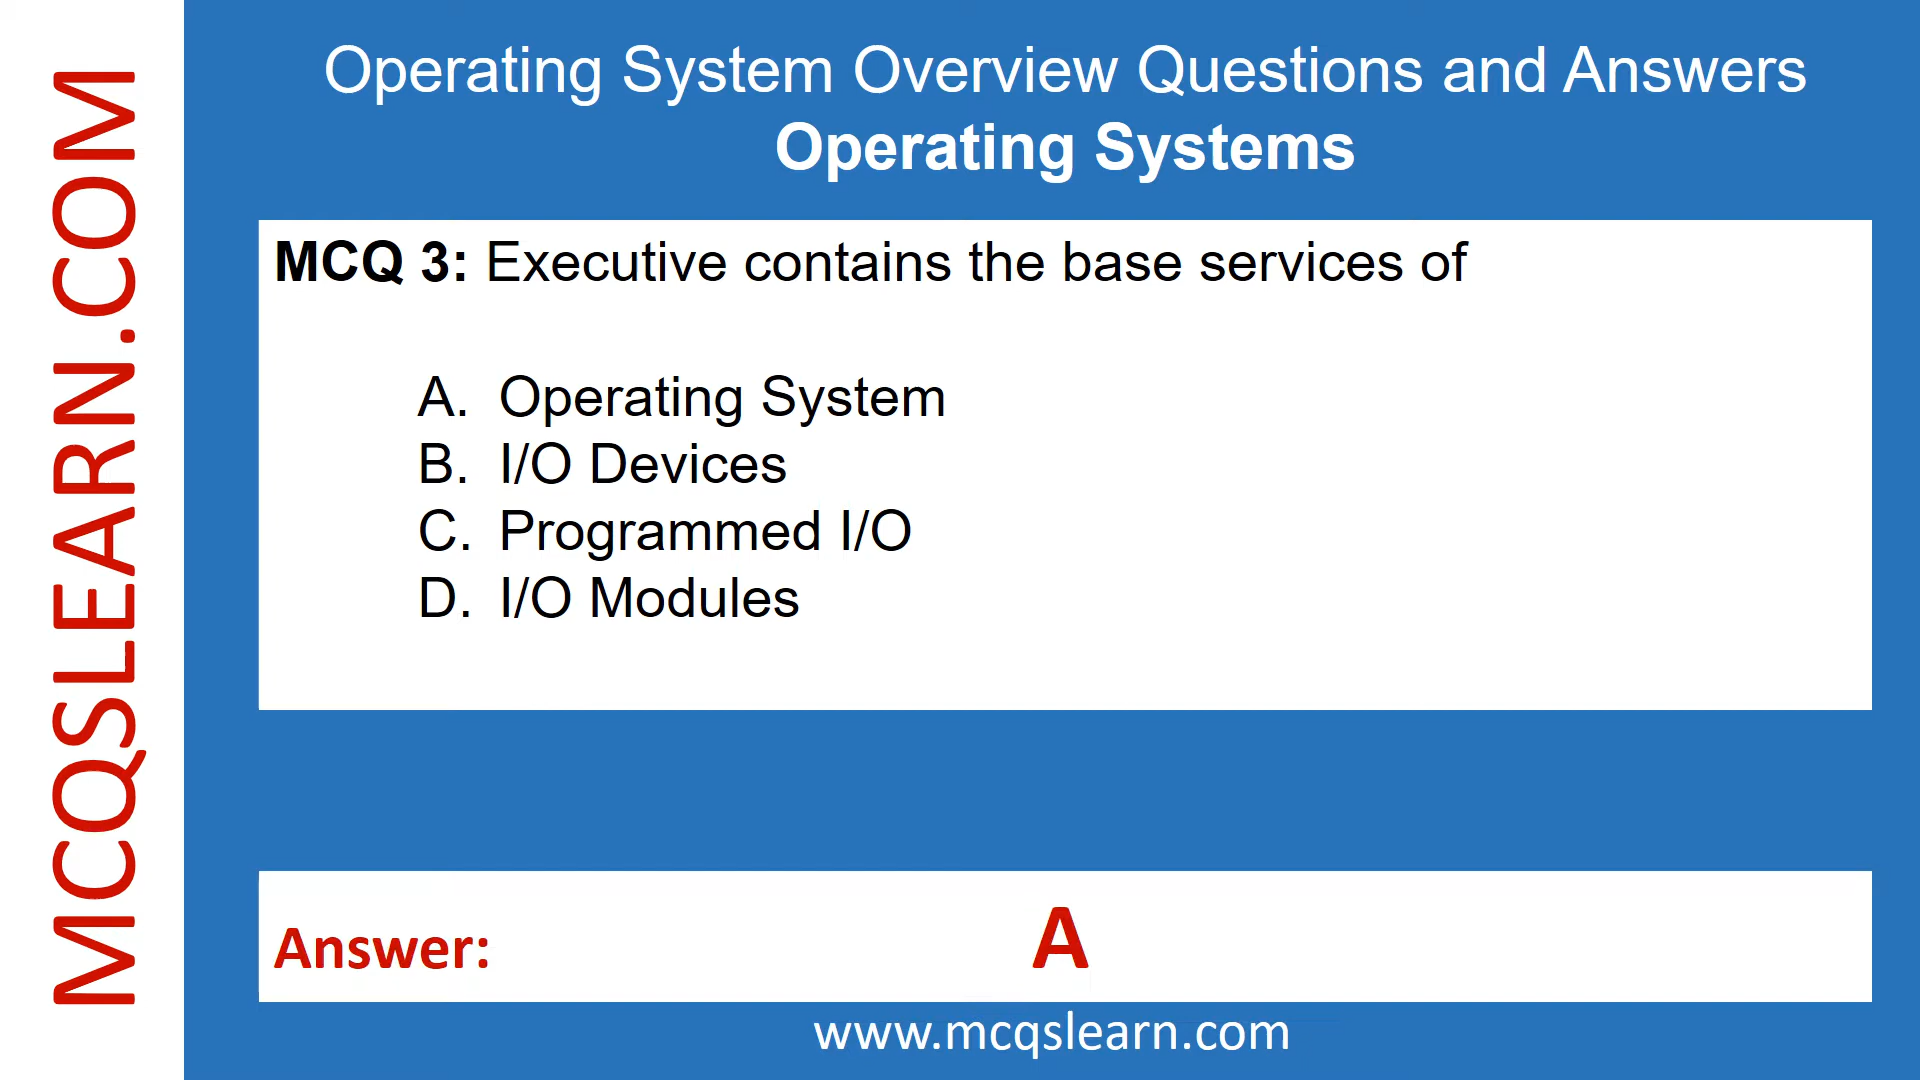 MCQSLEARN.COM
Operating System Overview Questions and Answers
Operating Systems
MCQ 3: Executive contains the base services of
A. Operating System
B. I/O Devices
C. Programmed I/O
D. I/O Modules
Answer: A
www.mcqslearn.com